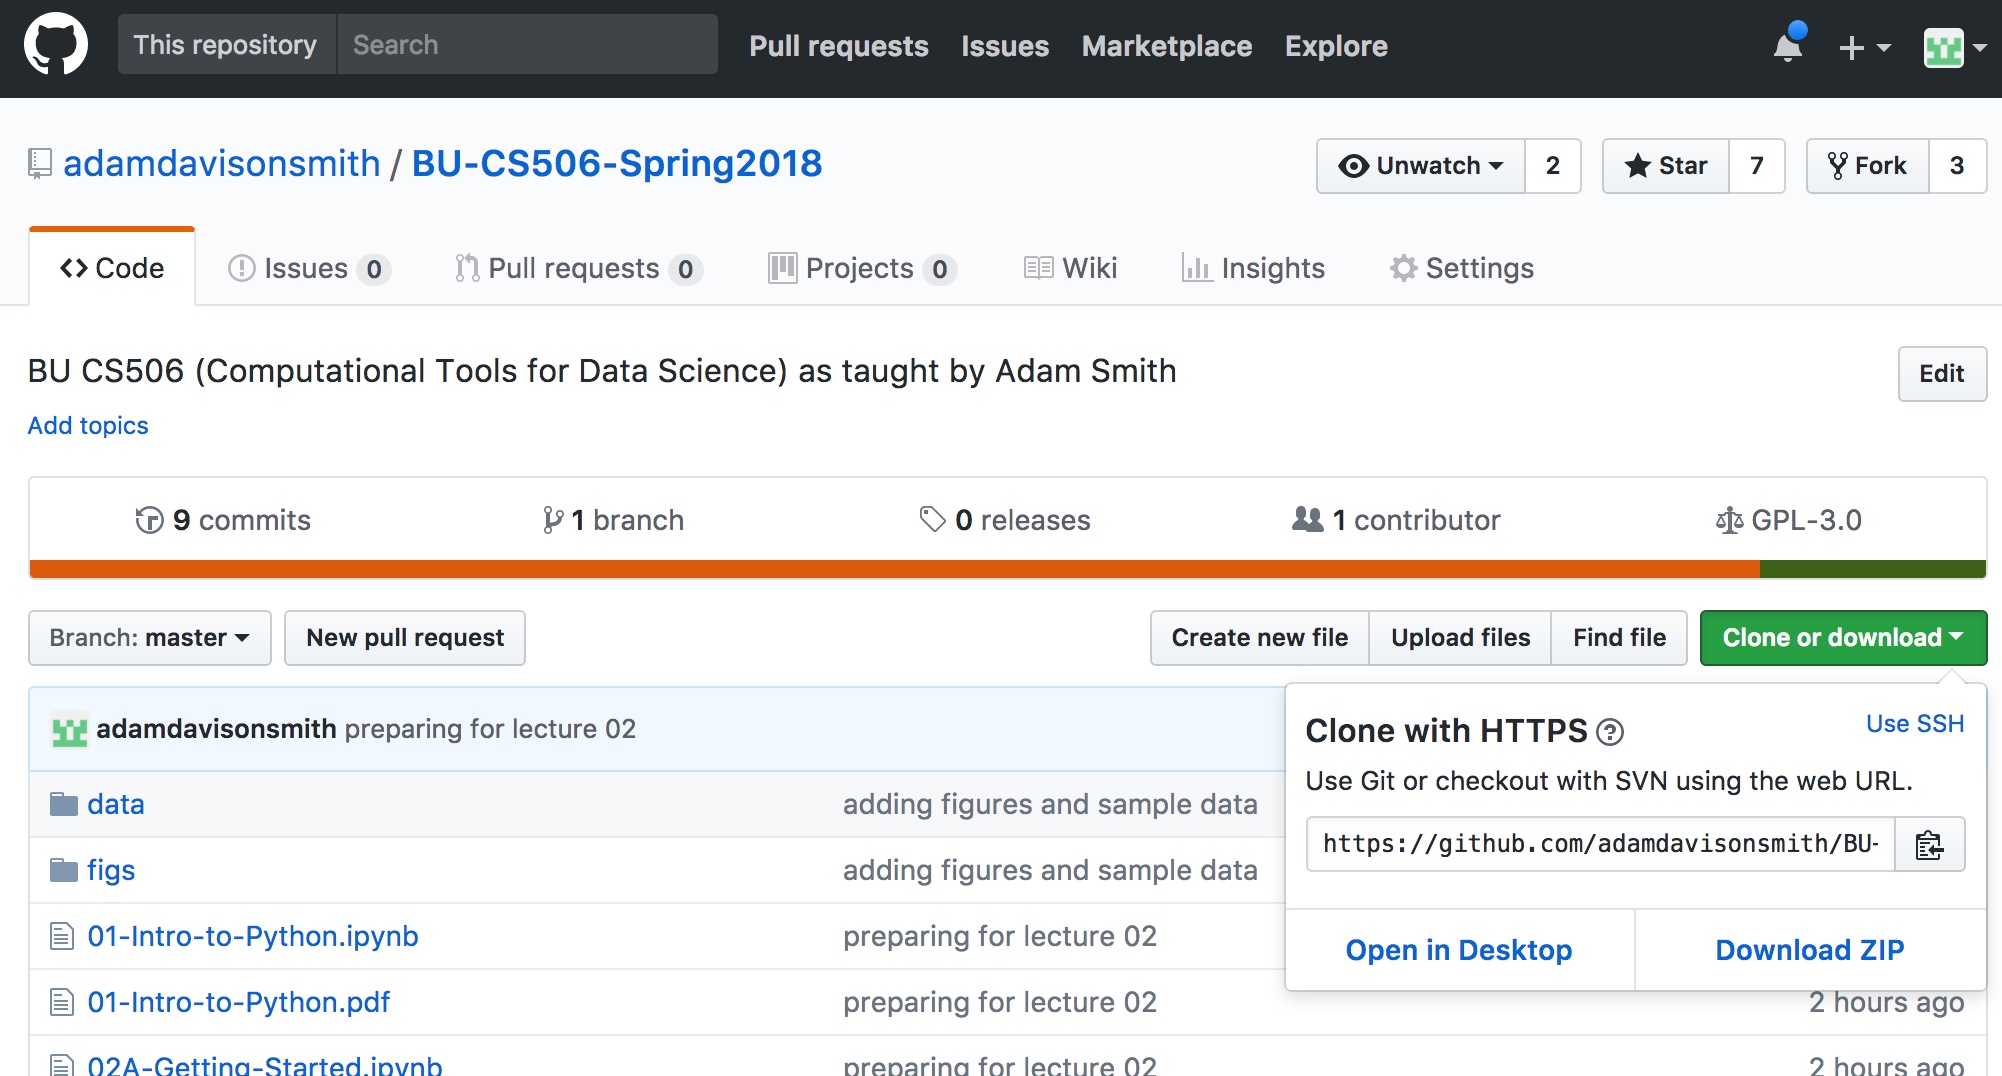 This repository Search Pull requests Issues Marketplace Explore
adamdavisonsmith / BU-CS506-Spring2018 Unwatch 2 Star 7 Fork 3
Code Issues 0 Pull requests 0 Projects 0 Wiki Insights Settings
BU CS506 (Computational Tools for Data Science) as taught by Adam Smith Edit
Add topics
9 commits 1 branch 0 releases 1 contributor GPL-3.0
Branch: master New pull request Create new file Upload files Find file Clone or download
adamdavisonsmith preparing for lecture 02
Clone with HTTPS ? Use SSH
Use Git or checkout with SVN using the web URL.
data adding figures and sample data
https://github.com/adamdavisonsmith/BU-
figs adding figures and sample data
01-Intro-to-Python.ipynb preparing for lecture 02
Open in Desktop Download ZIP
01-Intro-to-Python.pdf preparing for lecture 02 2 hours ago
02A-Getting-Started.ipynb preparing for lecture 02 2 hours ago